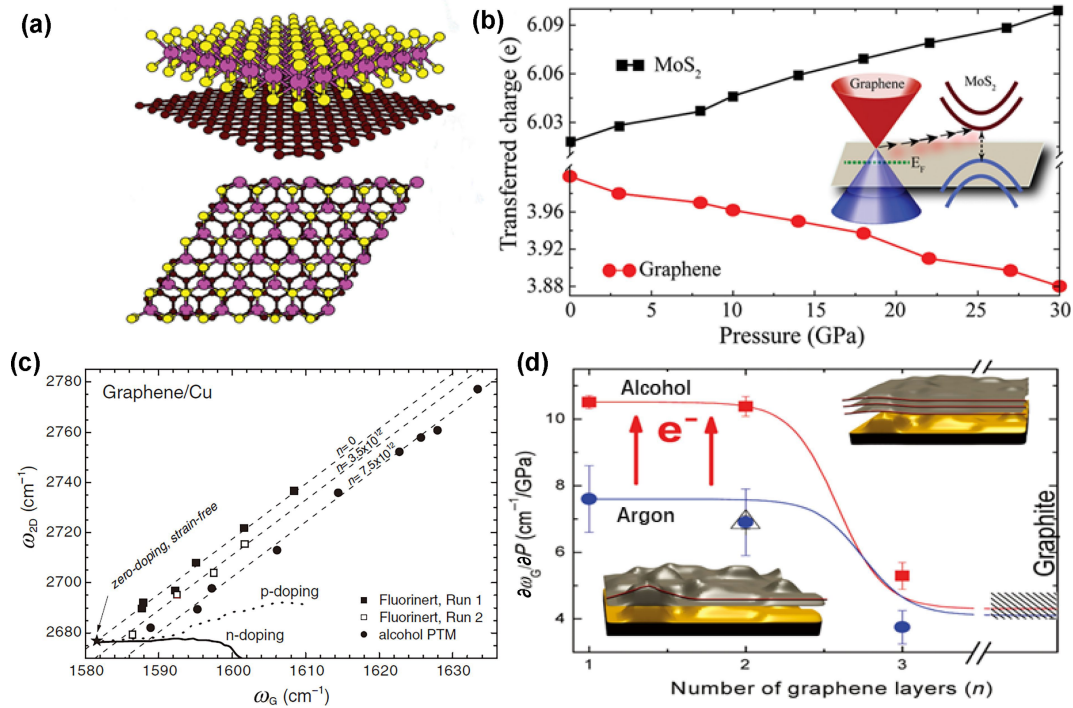 (a)
(b)
Transferred charge (e)
6.09
6.06
6.03
3.96
3.92
3.88
MoS₂
Graphene
MoS₂
E_F
Graphene
0 5 10 15 20 25 30
Pressure (GPa)
(c)
Graphene/Cu
ω2D (cm⁻¹)
2780
2760
2740
2720
2700
2680
n= 0
n= 3.5x10¹²
n= 7.5x10¹²
zero-doping, strain-free
p-doping
n-doping
Fluorinert, Run 1
Fluorinert, Run 2
alcohol PTM
1580 1590 1600 1610 1620 1630
ωG (cm⁻¹)
(d)
∂ωG/∂P (cm⁻¹/GPa)
10
8
6
4
Alcohol
e⁻
Argon
Graphite
1 2 3
Number of graphene layers (n)